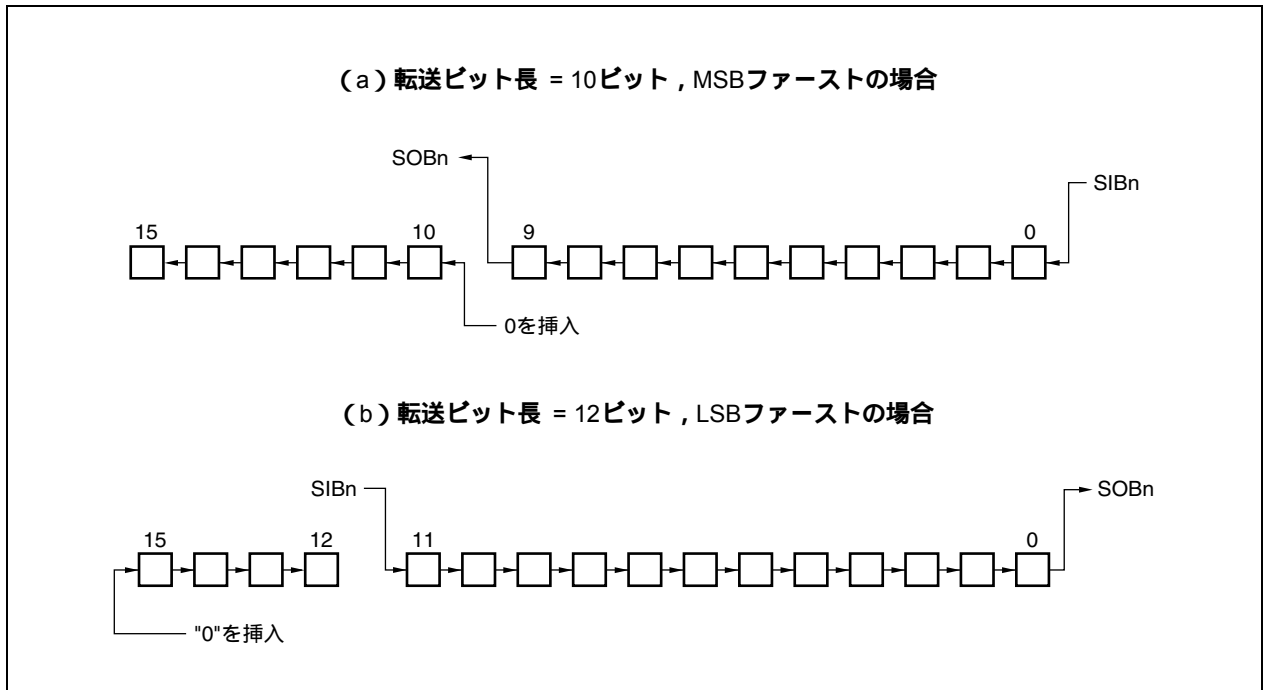 （a）転送ビット長 = 10ビット , MSBファーストの場合
SOBn
SIBn
15
10
9
0
0を挿入
（b）転送ビット長 = 12ビット , LSBファーストの場合
SIBn
SOBn
15
12
11
0
"0"を挿入